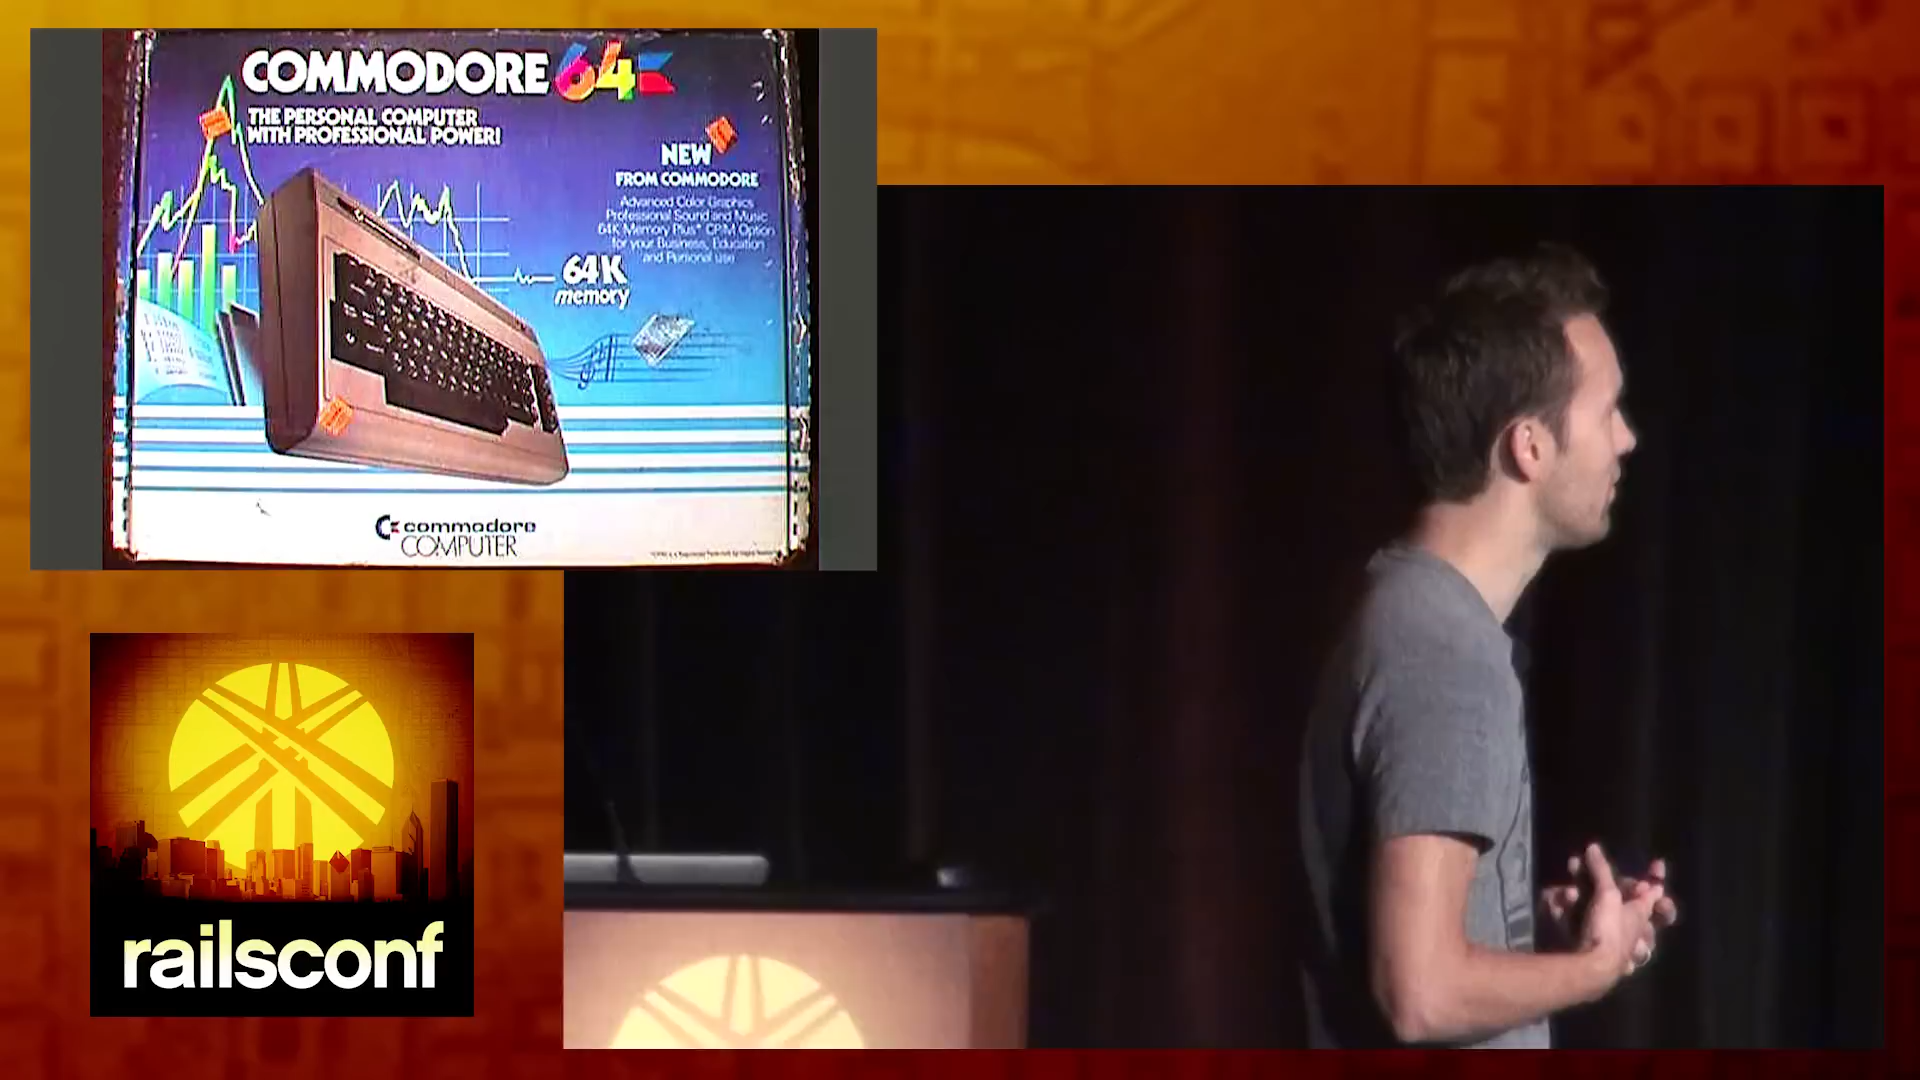 COMMODORE 64
THE PERSONAL COMPUTER
WITH PROFESSIONAL POWER!
NEW
FROM COMMODORE
Advanced Color Graphics
Professional Sound and Music
64K Memory Plus* CP/M Option
for your Business, Education
and Personal use
64K
memory
commodore
COMPUTER
railsconf